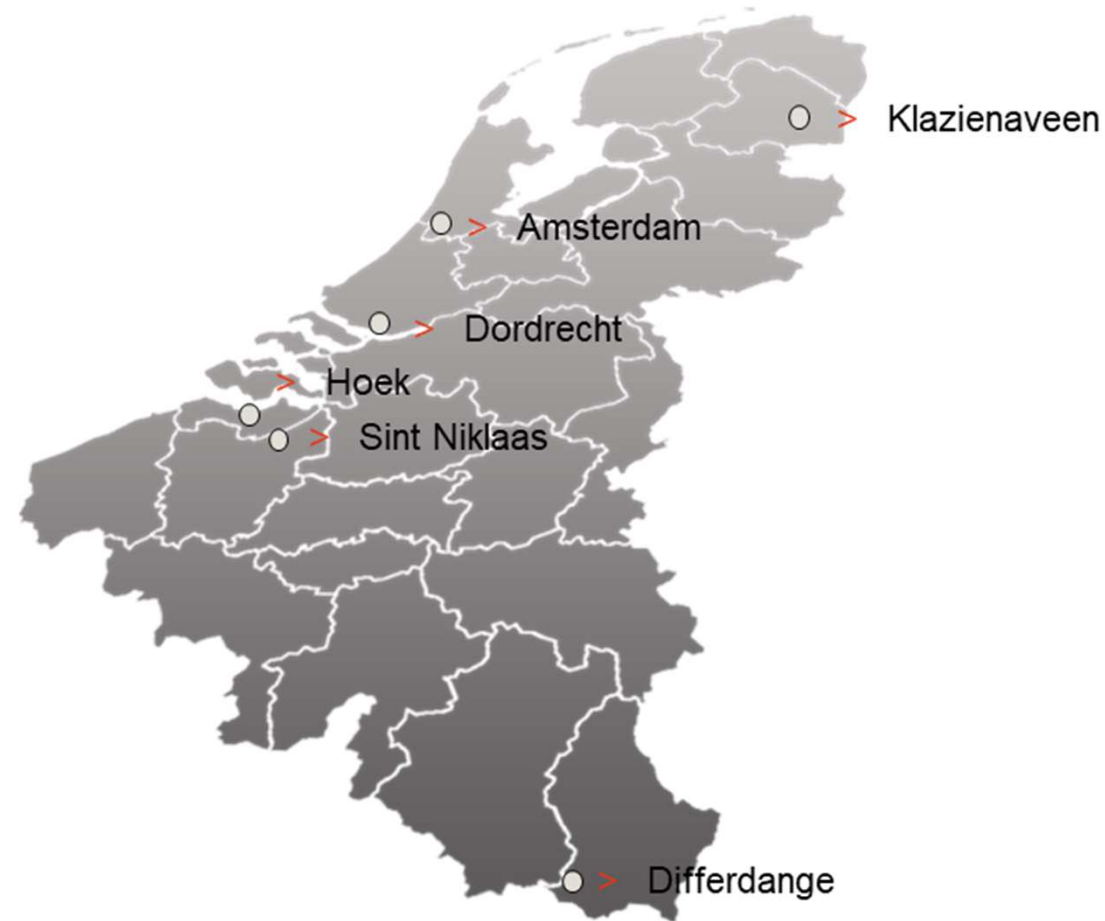 > Klazienaveen
> Amsterdam
> Dordrecht
> Hoek
> Sint Niklaas
> Differdange